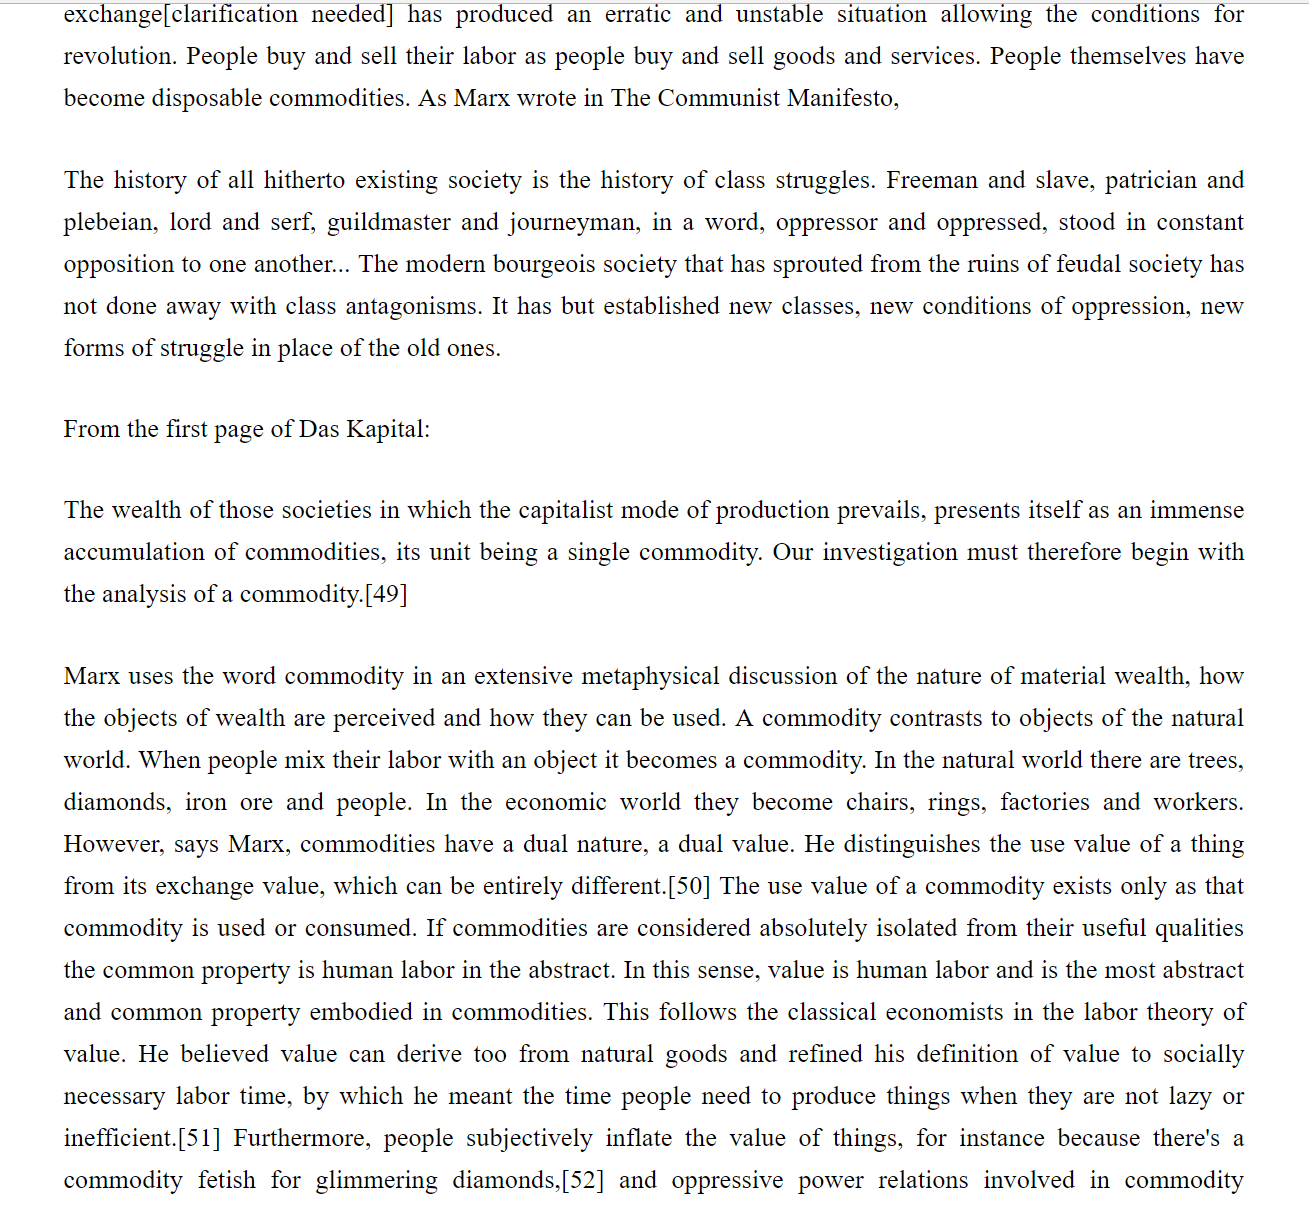 exchange[clarification needed] has produced an erratic and unstable situation allowing the conditions for
revolution. People buy and sell their labor as people buy and sell goods and services. People themselves have
become disposable commodities. As Marx wrote in The Communist Manifesto,
The history of all hitherto existing society is the history of class struggles. Freeman and slave, patrician and
plebeian, lord and serf, guildmaster and journeyman, in a word, oppressor and oppressed, stood in constant
opposition to one another... The modern bourgeois society that has sprouted from the ruins of feudal society has
not done away with class antagonisms. It has but established new classes, new conditions of oppression, new
forms of struggle in place of the old ones.
From the first page of Das Kapital:
The wealth of those societies in which the capitalist mode of production prevails, presents itself as an immense
accumulation of commodities, its unit being a single commodity. Our investigation must therefore begin with
the analysis of a commodity.[49]
Marx uses the word commodity in an extensive metaphysical discussion of the nature of material wealth, how
the objects of wealth are perceived and how they can be used. A commodity contrasts to objects of the natural
world. When people mix their labor with an object it becomes a commodity. In the natural world there are trees,
diamonds, iron ore and people. In the economic world they become chairs, rings, factories and workers.
However, says Marx, commodities have a dual nature, a dual value. He distinguishes the use value of a thing
from its exchange value, which can be entirely different.[50] The use value of a commodity exists only as that
commodity is used or consumed. If commodities are considered absolutely isolated from their useful qualities
the common property is human labor in the abstract. In this sense, value is human labor and is the most abstract
and common property embodied in commodities. This follows the classical economists in the labor theory of
value. He believed value can derive too from natural goods and refined his definition of value to socially
necessary labor time, by which he meant the time people need to produce things when they are not lazy or
inefficient.[51] Furthermore, people subjectively inflate the value of things, for instance because there's a
commodity fetish for glimmering diamonds,[52] and oppressive power relations involved in commodity